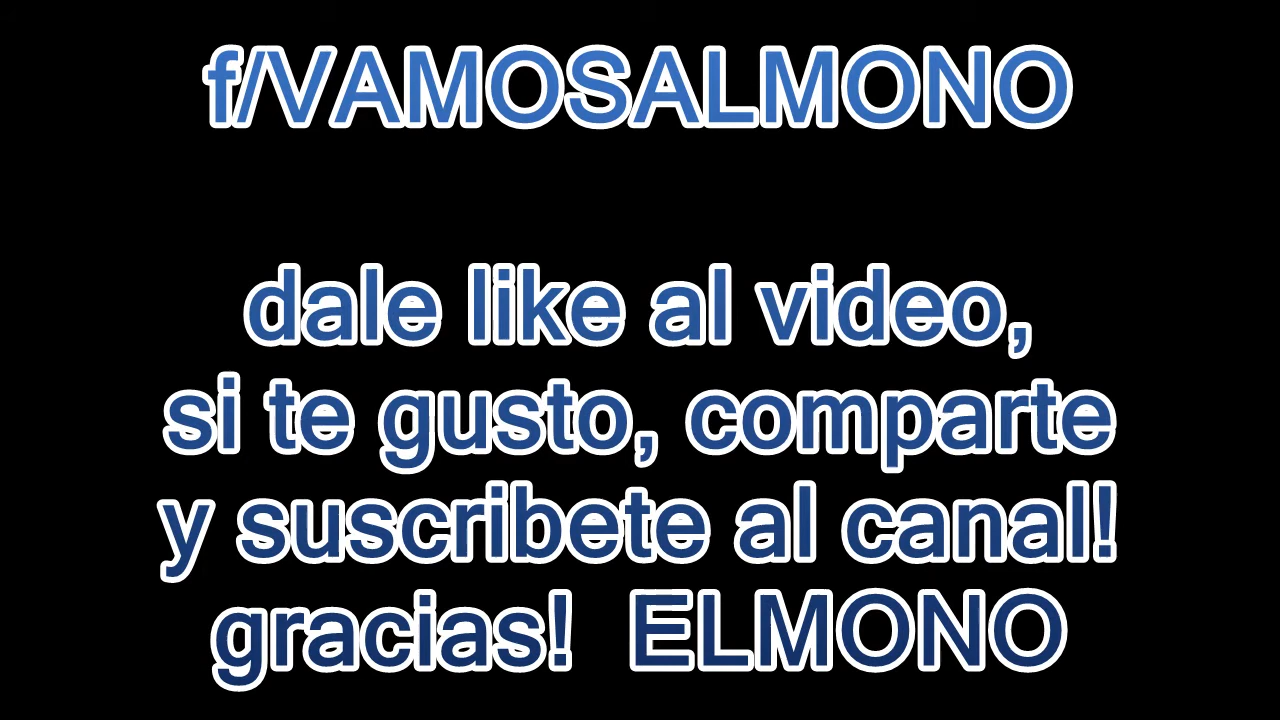 f/VAMOSALMONO
dale like al video,
si te gusto, comparte
y suscribete al canal!
gracias!  ELMONO